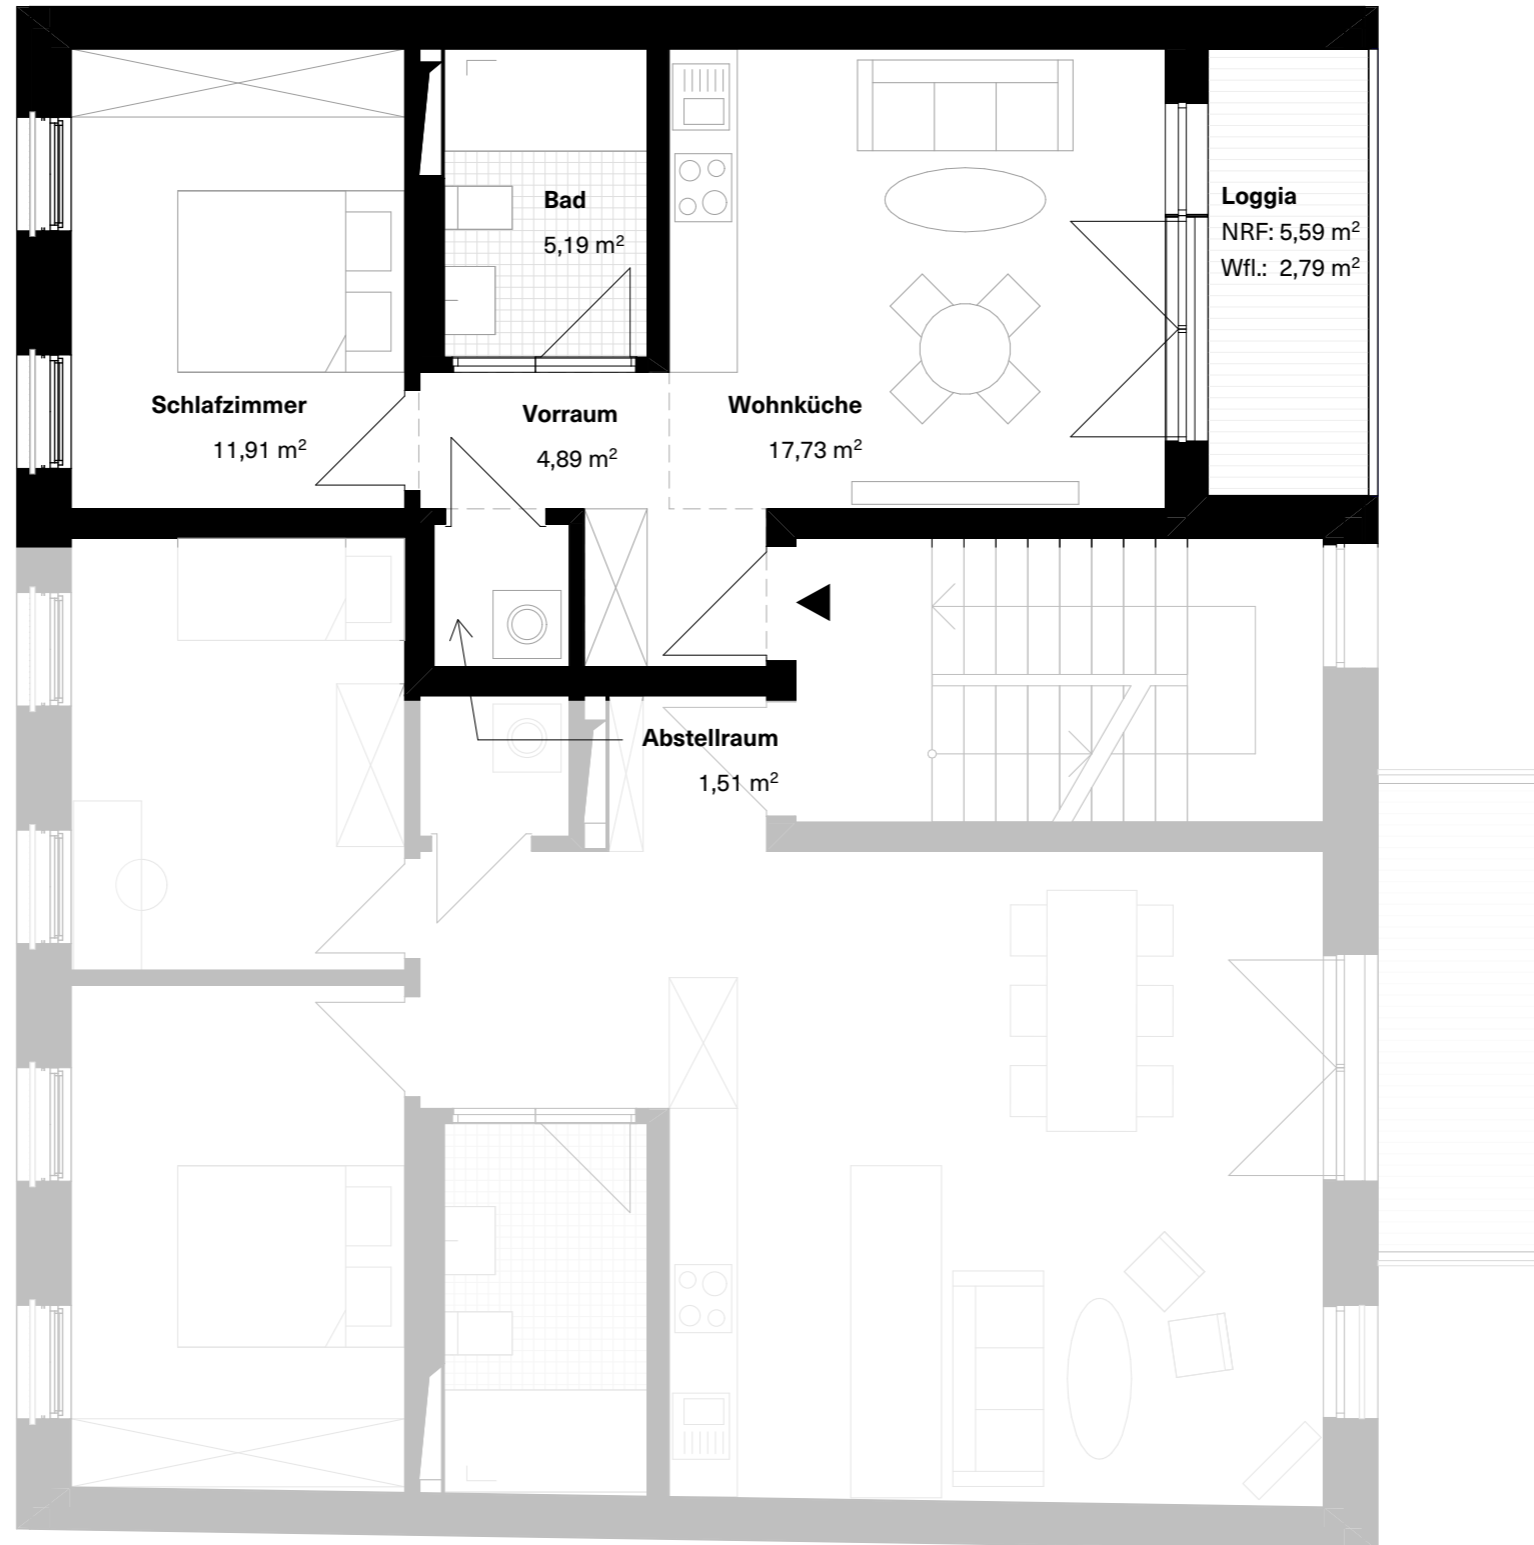 Bad
5,19 m²
Loggia
NRF: 5,59 m²
Wfl.: 2,79 m²
Schlafzimmer
11,91 m²
Vorraum
4,89 m²
Wohnküche
17,73 m²
Abstellraum
1,51 m²